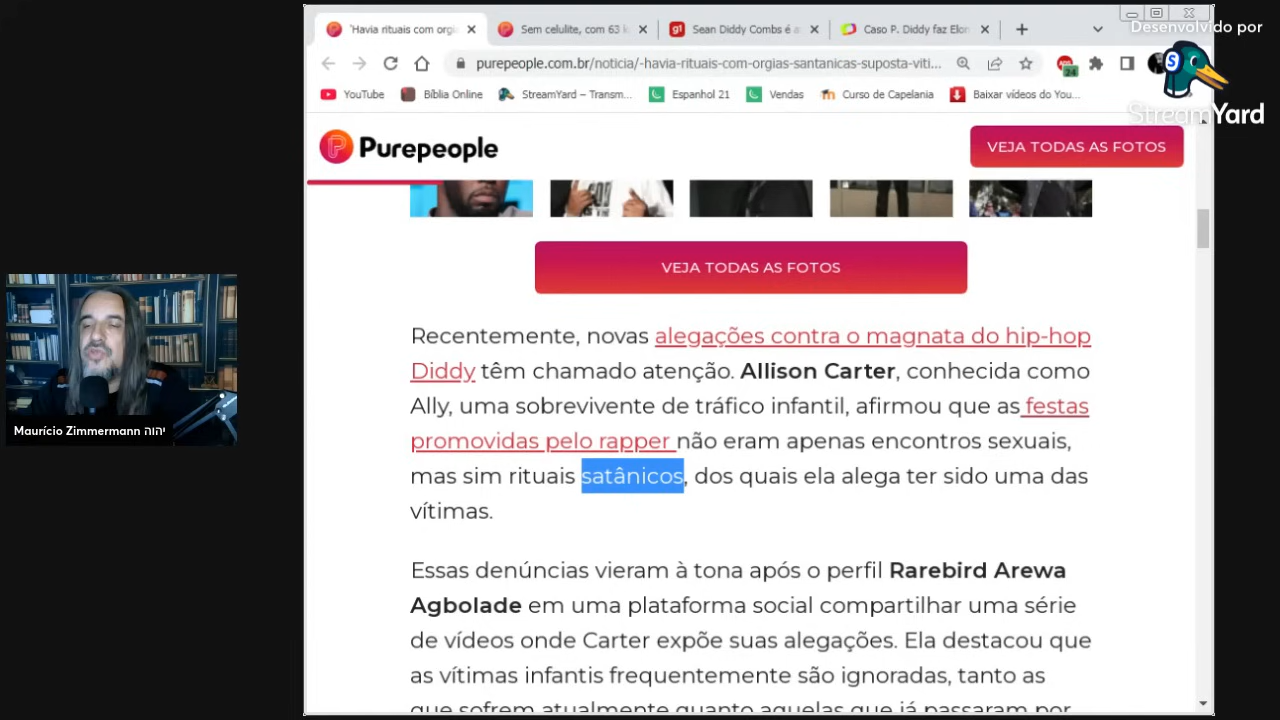 'Havia rituais com orgi
Sem celulite, com 63 k
g1
Sean Diddy Combs é a
Caso P. Diddy faz Elon
Desenvolvido por
StreamYard
purepeople.com.br/noticia/-havia-rituais-com-orgias-santanicas-suposta-viti...
24
YouTube
Bíblia Online
StreamYard – Transm...
Espanhol 21
Vendas
Curso de Capelania
Baixar vídeos do You...
Purepeople
VEJA TODAS AS FOTOS
VEJA TODAS AS FOTOS
Recentemente, novas alegações contra o magnata do hip-hop
Diddy têm chamado atenção. Allison Carter, conhecida como
Ally, uma sobrevivente de tráfico infantil, afirmou que as festas
promovidas pelo rapper não eram apenas encontros sexuais,
mas sim rituais satânicos, dos quais ela alega ter sido uma das
vítimas.
Essas denúncias vieram à tona após o perfil Rarebird Arewa
Agbolade em uma plataforma social compartilhar uma série
de vídeos onde Carter expõe suas alegações. Ela destacou que
as vítimas infantis frequentemente são ignoradas, tanto as
que sofrem atualmente quanto aquelas que já passaram por
Maurício Zimmermann יהוה